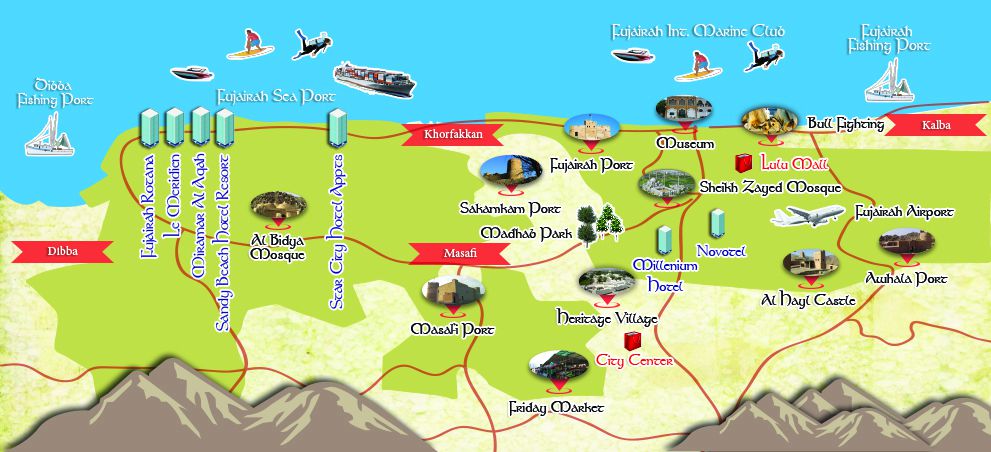 Dibba
Fishing Port
Fujairah Sea Port
Fujairah Int. Marine Club
Fujairah
Fishing Port
Khorfakkan
Kalba
Dibba
Masafi
Fujairah Rotana
Le Meridien
Miramar Al Aqah
Sandy Beach Hotel Resort
Star City Hotel Appts
Al Bidya
Mosque
Sakamkam Port
Fujairah Port
Museum
Bull Fighting
Lulu Mall
Sheikh Zayed Mosque
Madhab Park
Fujairah Airport
Novotel
Millenium
Hotel
Awhala Port
Al Hayl Castle
Masafi Port
Heritage Village
City Center
Friday Market